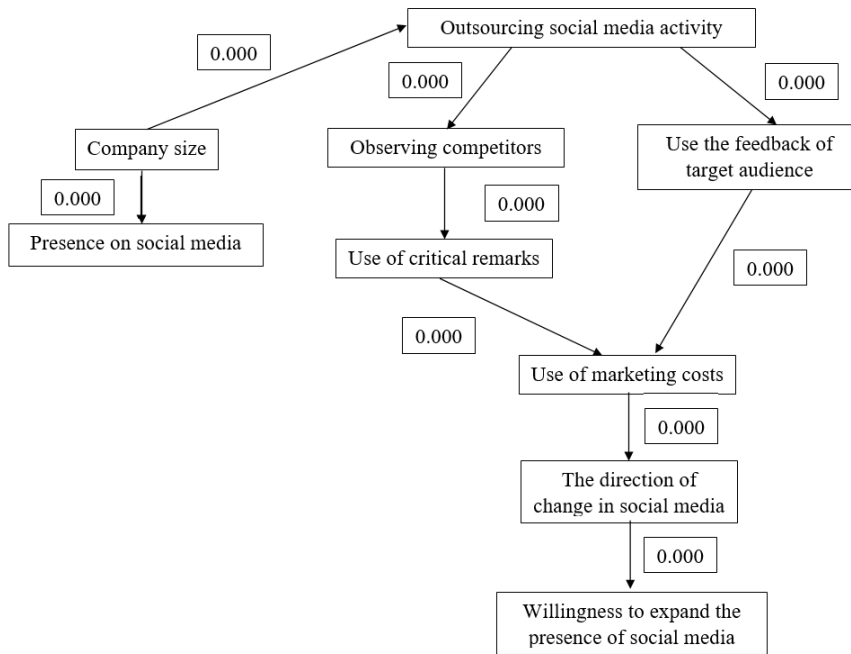 Outsourcing social media activity
0.000
0.000
0.000
Company size
Observing competitors
Use the feedback of
target audience
0.000
0.000
Presence on social media
Use of critical remarks
0.000
0.000
Use of marketing costs
0.000
The direction of
change in social media
0.000
Willingness to expand the
presence of social media